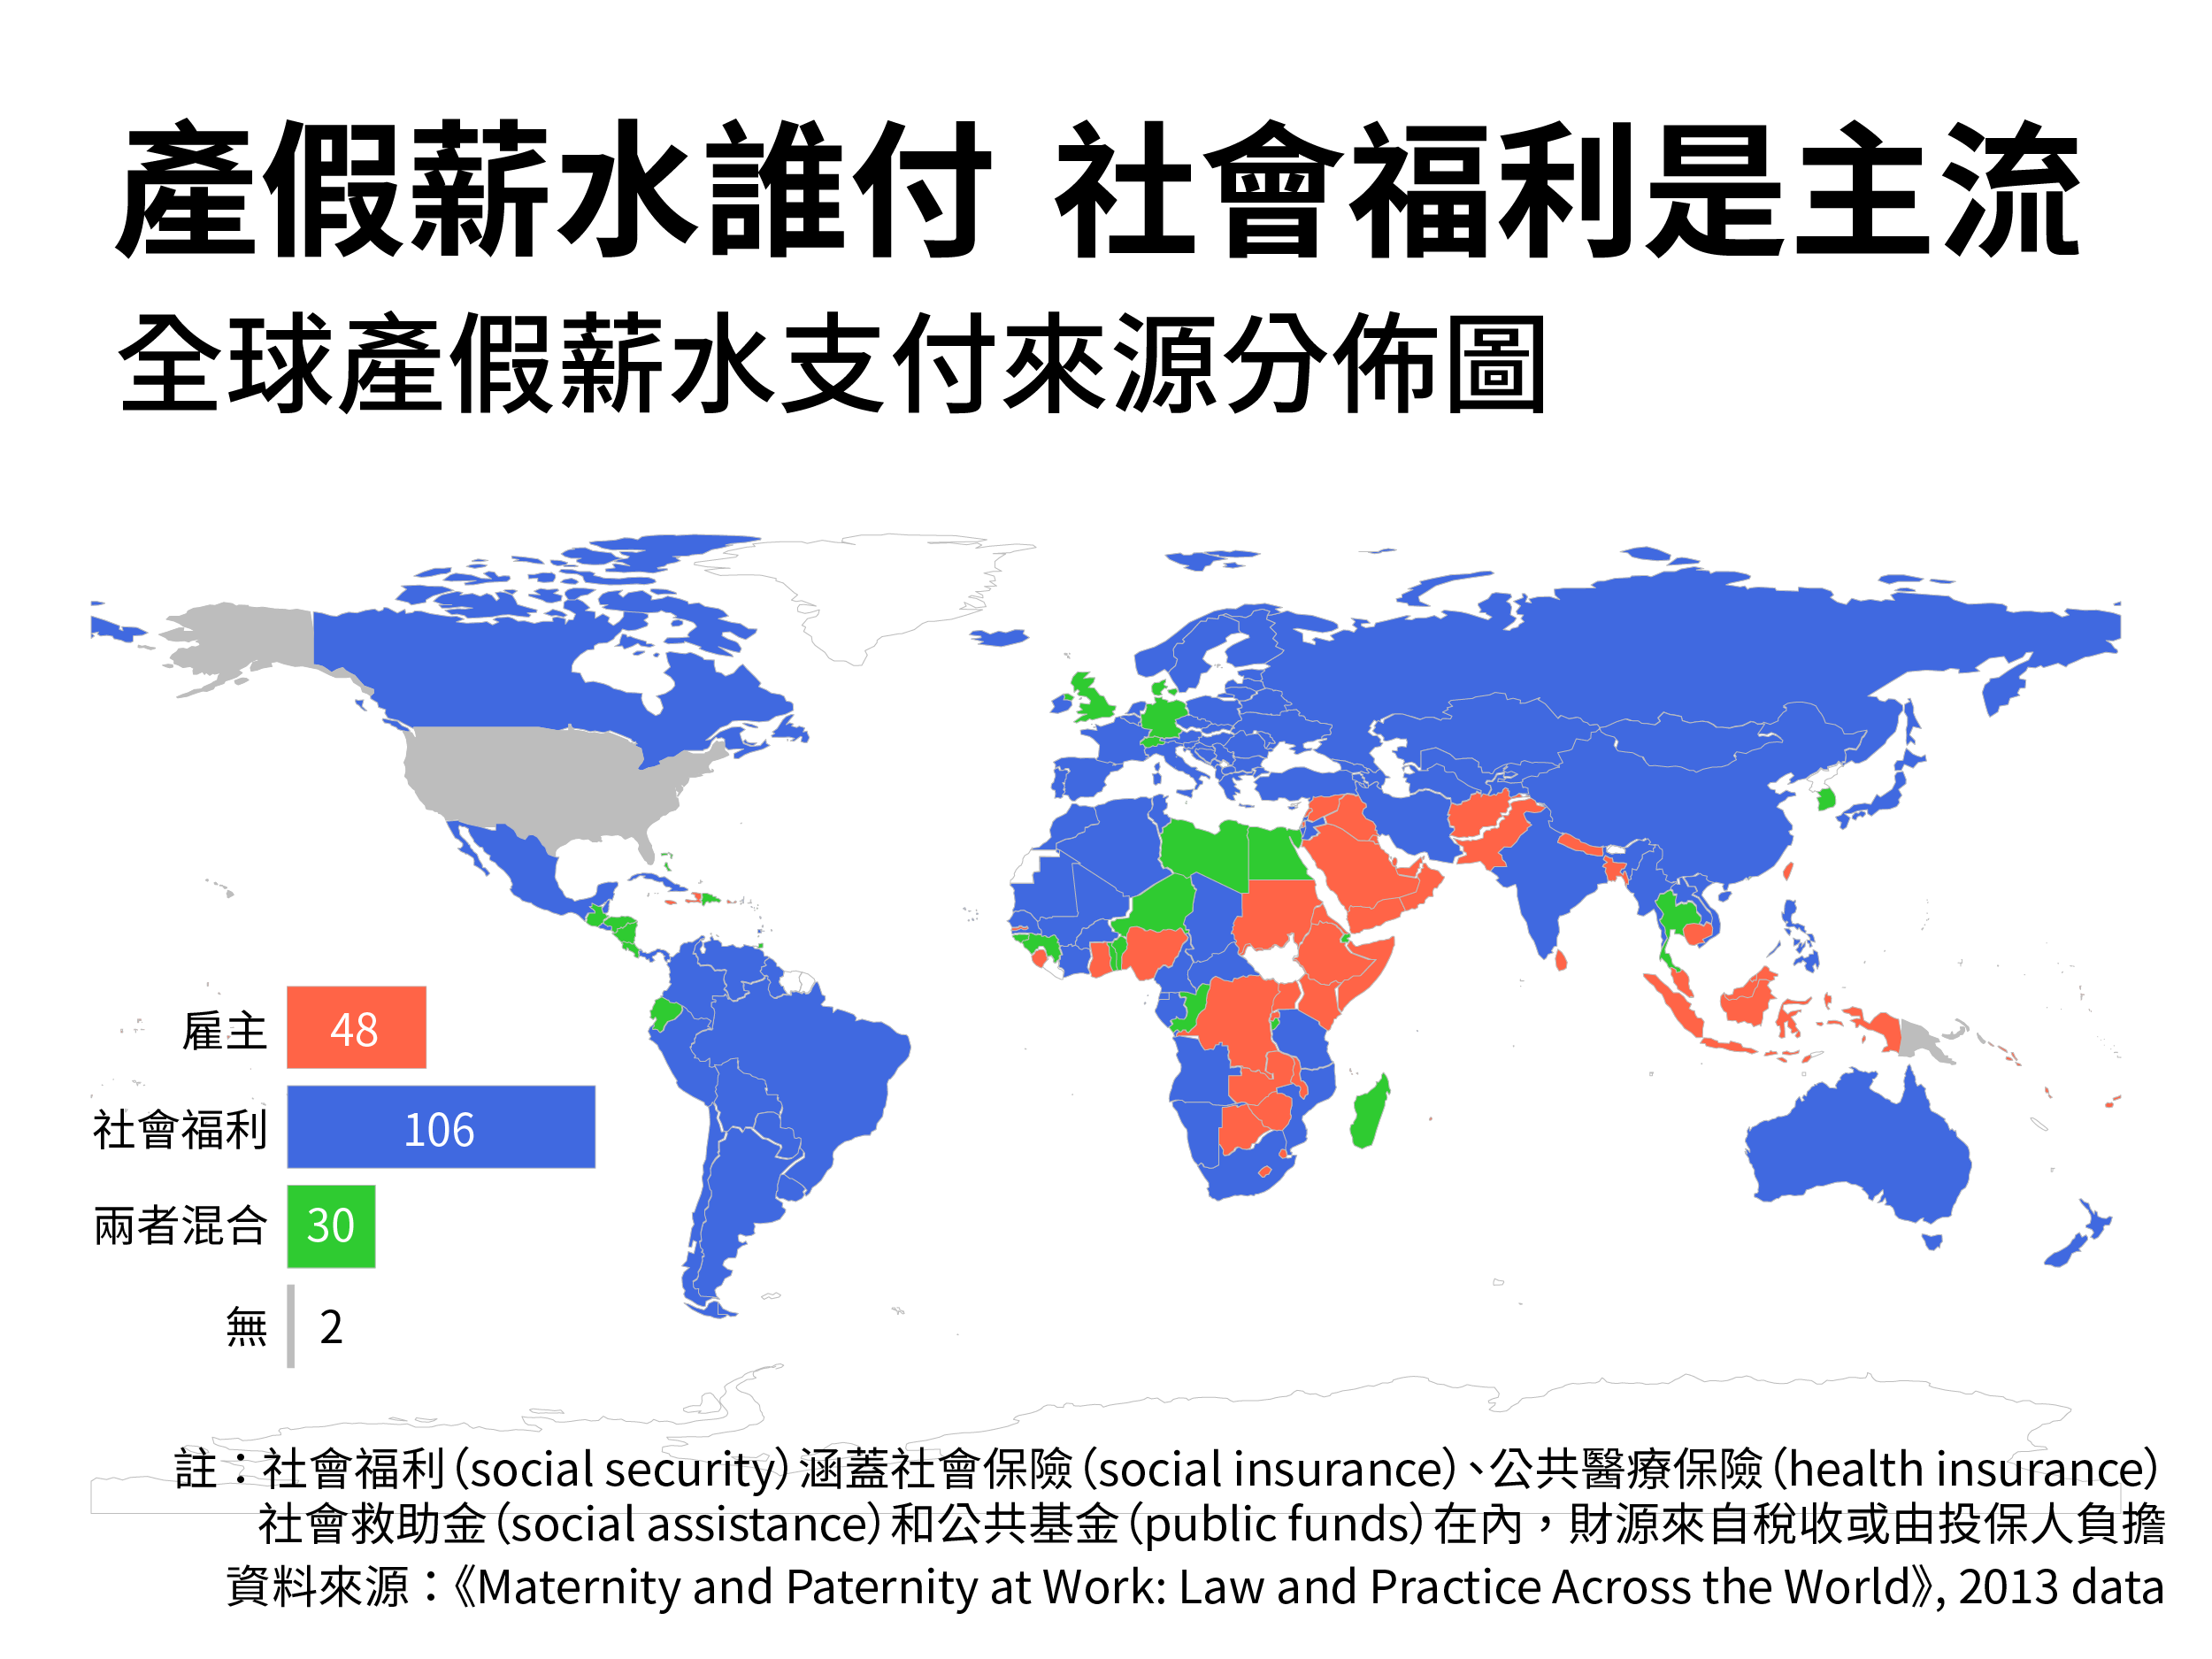 產假薪水誰付 社會福利是主流
全球產假薪水支付來源分佈圖
雇主 48
社會福利 106
兩者混合 30
無 2
註：社會福利（social security）涵蓋社會保險（social insurance）、公共醫療保險（health insurance）
社會救助金（social assistance）和公共基金（public funds）在內，財源來自稅收或由投保人負擔
資料來源：《Maternity and Paternity at Work: Law and Practice Across the World》, 2013 data